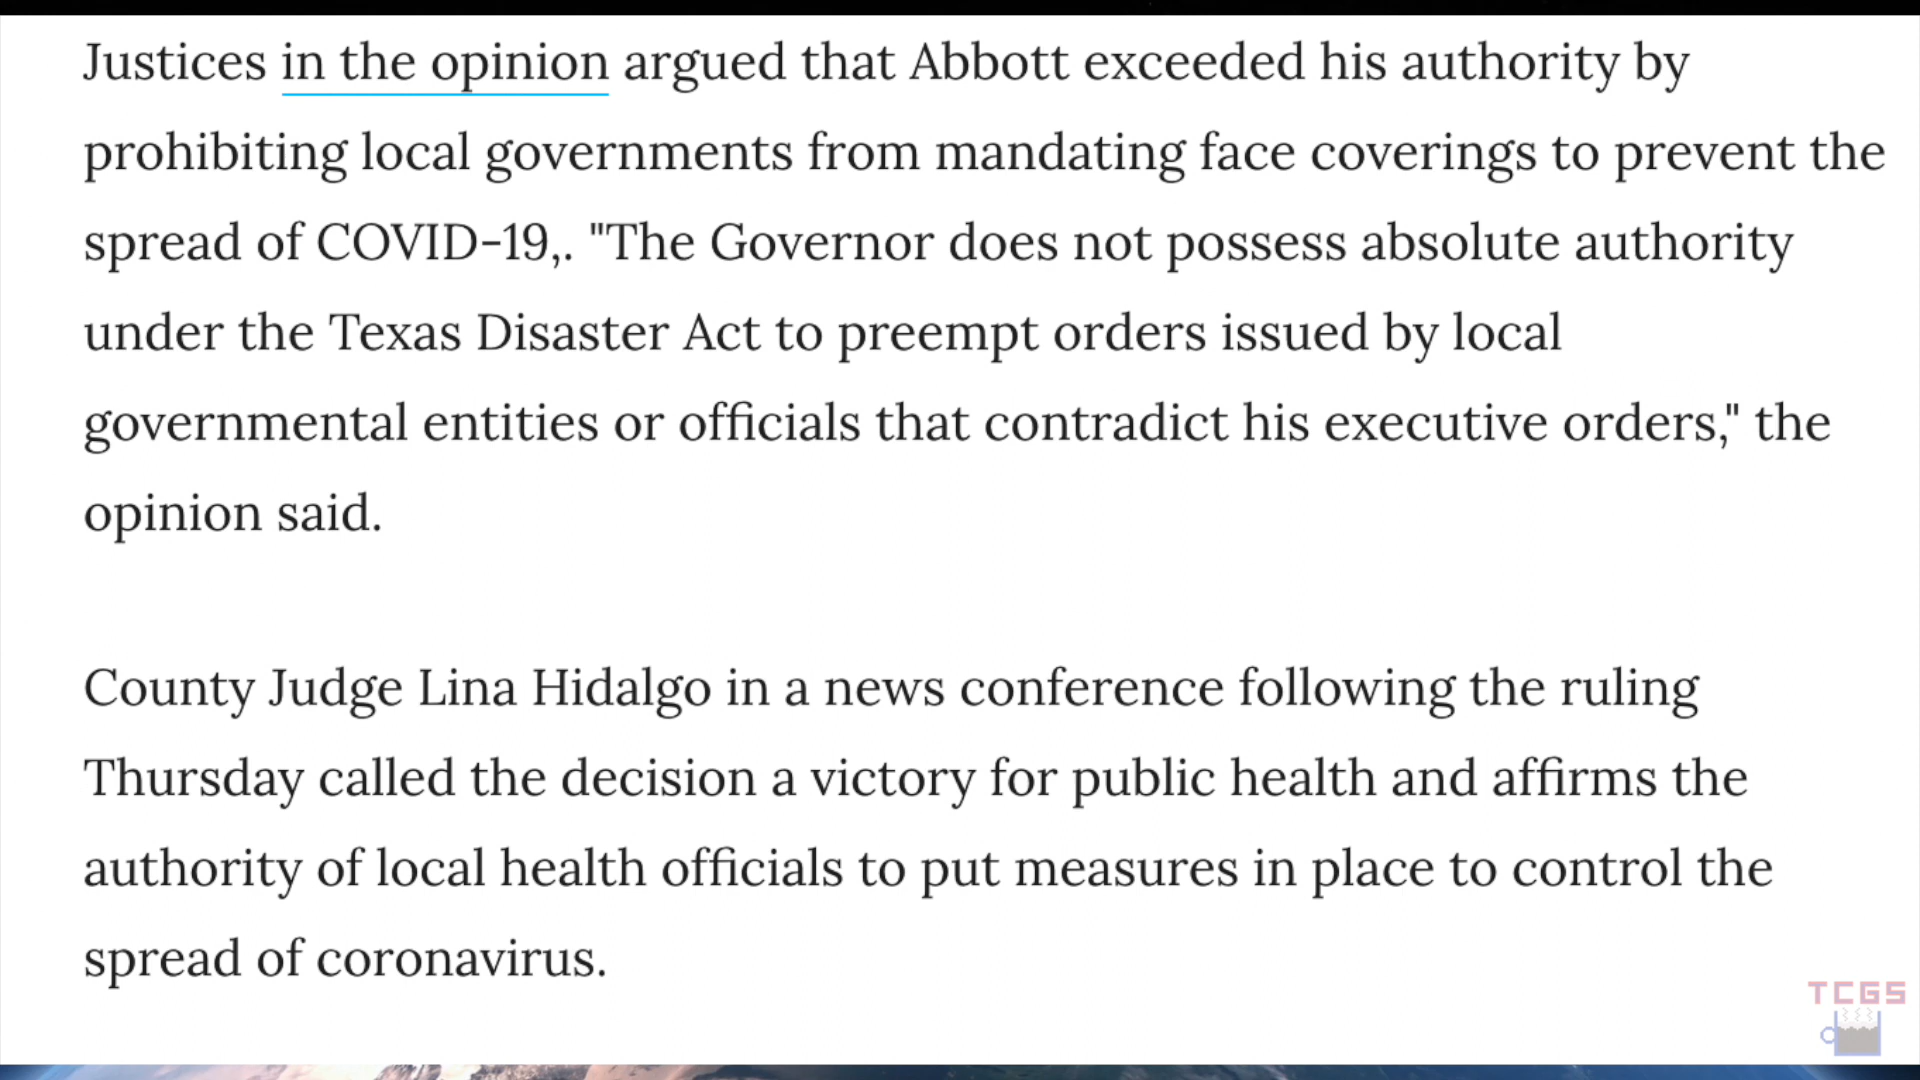 Justices in the opinion argued that Abbott exceeded his authority by
prohibiting local governments from mandating face coverings to prevent the
spread of COVID-19,. "The Governor does not possess absolute authority
under the Texas Disaster Act to preempt orders issued by local
governmental entities or officials that contradict his executive orders," the
opinion said.
County Judge Lina Hidalgo in a news conference following the ruling
Thursday called the decision a victory for public health and affirms the
authority of local health officials to put measures in place to control the
spread of coronavirus.
TCGS